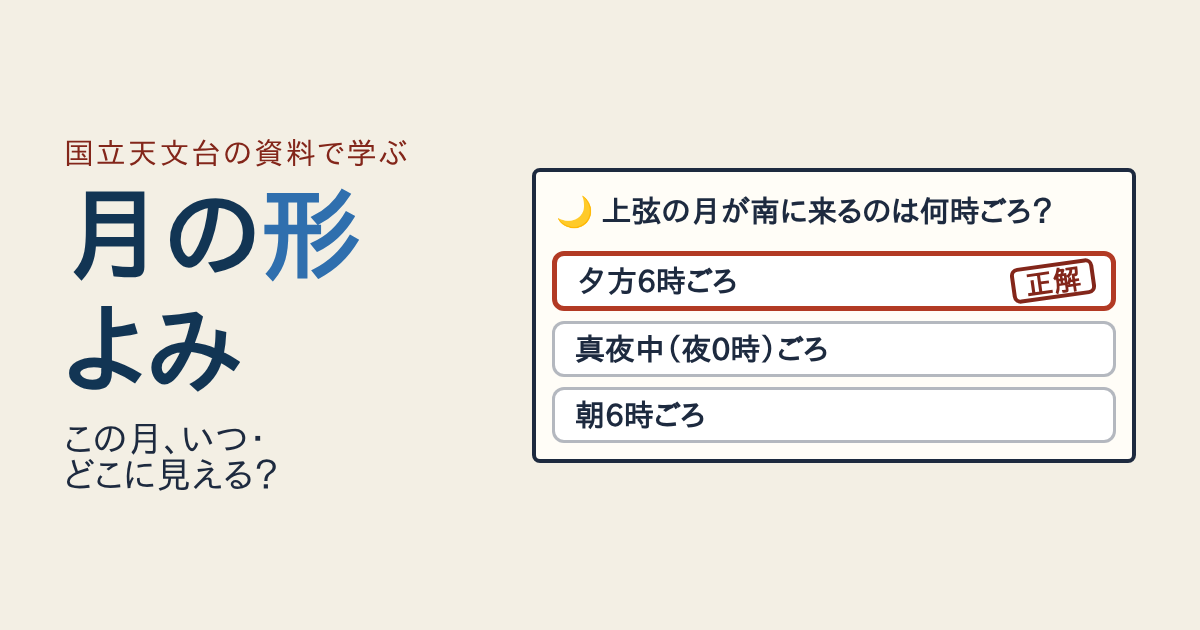 国立天文台の資料で学ぶ
月の形
よみ
この月、いつ・
どこに見える?
🌙 上弦の月が南に来るのは何時ごろ?
夕方6時ごろ
正解
真夜中(夜0時)ごろ
朝6時ごろ